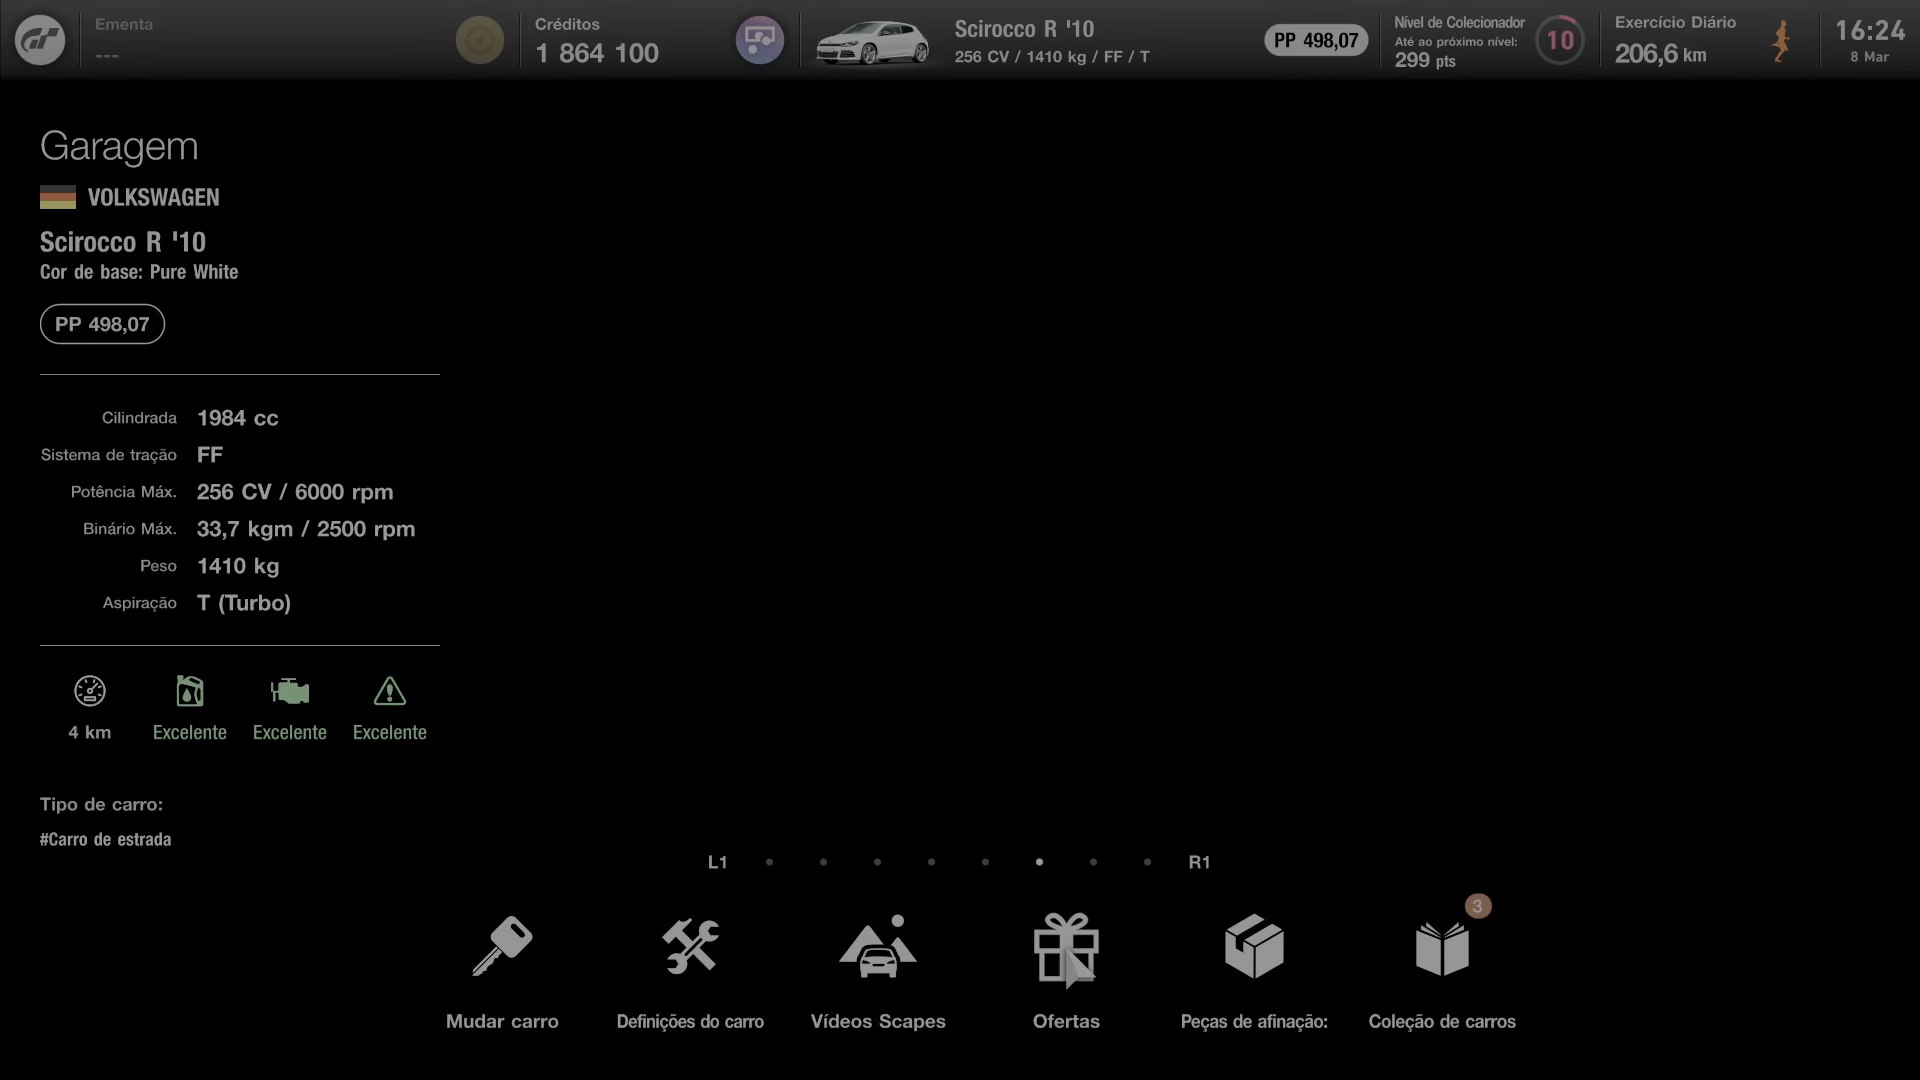 Ementa
---
Créditos
1 864 100
Scirocco R '10
256 CV / 1410 kg / FF / T
PP 498,07
Nível de Colecionador
Até ao próximo nível:
299 pts
10
Exercício Diário
206,6 km
16:24
8 Mar
Garagem
VOLKSWAGEN
Scirocco R '10
Cor de base: Pure White
PP 498,07
Cilindrada 1984 cc
Sistema de tração FF
Potência Máx. 256 CV / 6000 rpm
Binário Máx. 33,7 kgm / 2500 rpm
Peso 1410 kg
Aspiração T (Turbo)
4 km Excelente Excelente Excelente
Tipo de carro:
#Carro de estrada
L1 R1
3
Mudar carro Definições do carro Vídeos Scapes Ofertas Peças de afinação: Coleção de carros